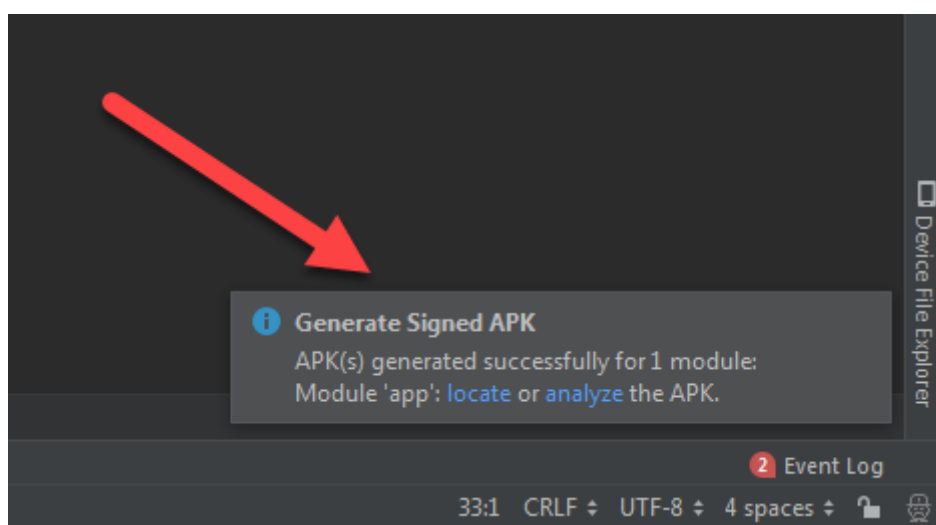 Device File Explorer
Generate Signed APK
APK(s) generated successfully for 1 module:
Module 'app': locate or analyze the APK.
2 Event Log
33:1 CRLF UTF-8 4 spaces